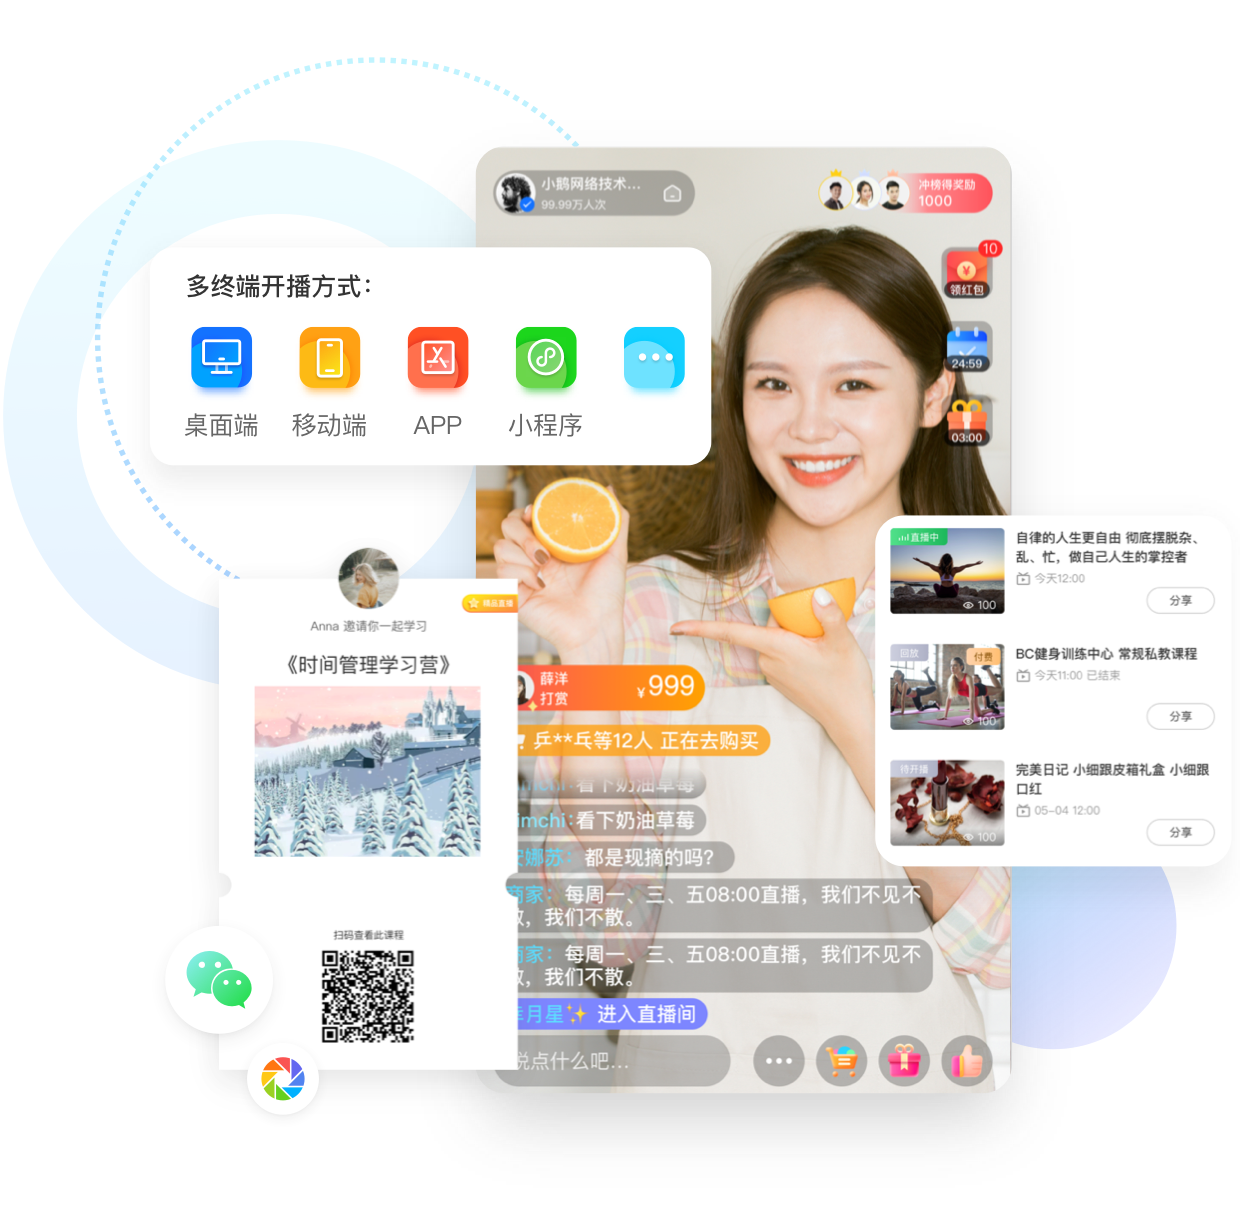 小鹅网络技术...
99.99万人次
冲榜得奖励
1000
10
领红包
24:59
03:00
多终端开播方式：
桌面端
移动端
APP
小程序
直播中
100
自律的人生更自由 彻底摆脱杂、
乱、忙，做自己人生的掌控者
今天12:00
分享
回放
付费
100
BC健身训练中心 常规私教课程
今天11:00 已结束
分享
待开播
100
完美日记 小细跟皮箱礼盒 小细跟
口红
05-04 12:00
分享
精品直播
Anna 邀请你一起学习
《时间管理学习营》
扫码查看此课程
薛洋
打赏
¥999
乒**乓等12人 正在去购买
看下奶油草莓
imchi：看下奶油草莓
安娜苏： 都是现摘的吗？
商家： 每周一、三、五08:00直播，我们不见不
散，我们不散。
商家： 每周一、三、五08:00直播，我们不见不
散，我们不散。
月星✨ 进入直播间
说点什么吧...